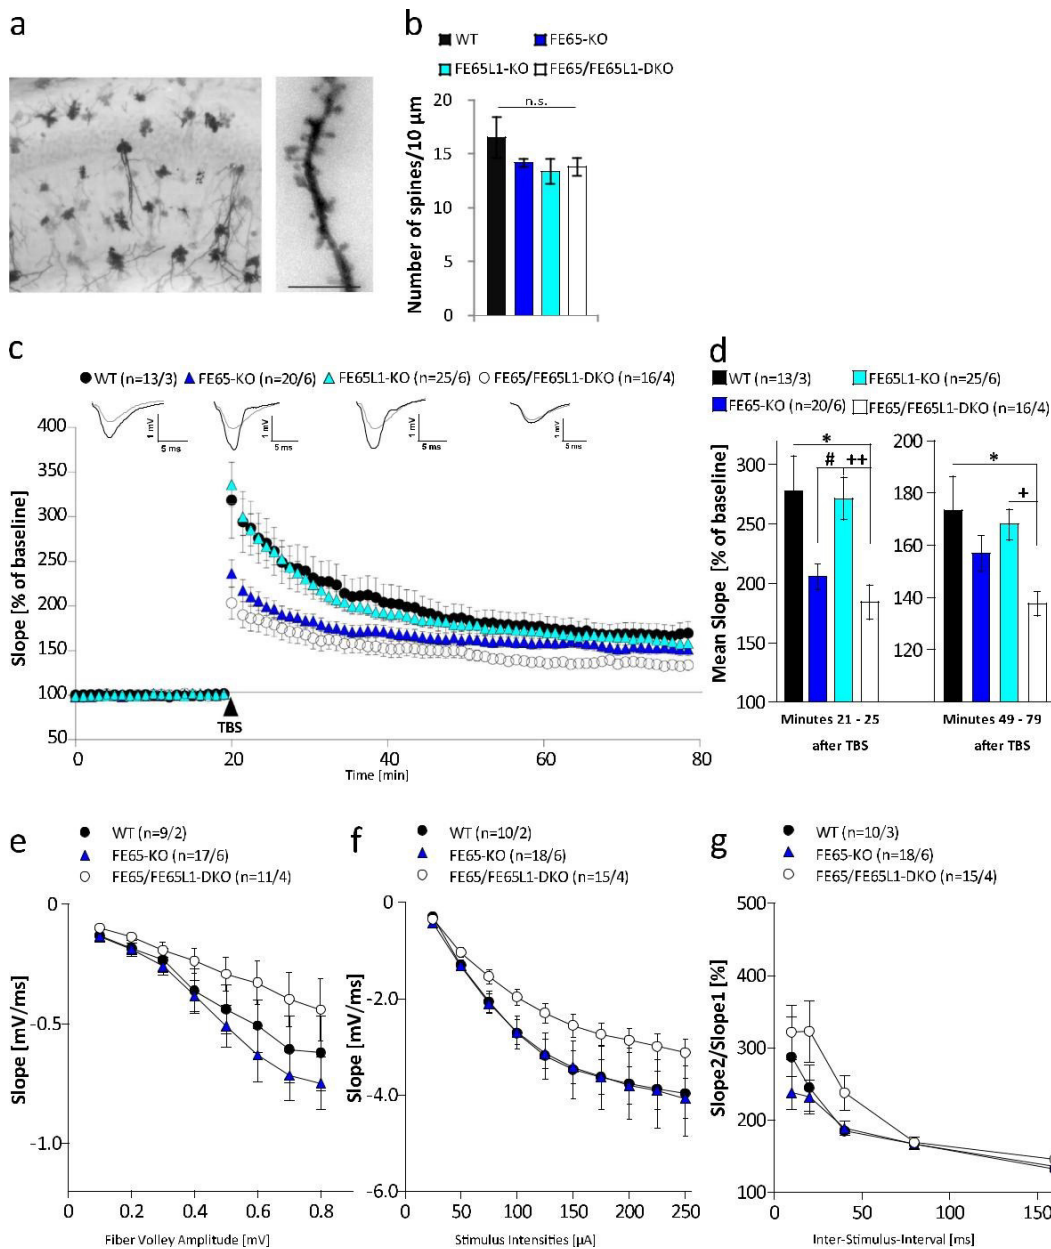 a
b
WT FE65-KO
FE65L1-KO FE65/FE65L1-DKO
Number of spines/10 µm
20
15
10
5
0
n.s.
c
WT (n=13/3) FE65-KO (n=20/6) FE65L1-KO (n=25/6) FE65/FE65L1-DKO (n=16/4)
1 mV 5 ms
1 mV 5 ms
1 mV 5 ms
1 mV 5 ms
Slope [% of baseline]
400
350
300
250
200
150
100
50
TBS
0 20 40 60 80
Time [min]
d
WT (n=13/3) FE65L1-KO (n=25/6)
FE65-KO (n=20/6) FE65/FE65L1-DKO (n=16/4)
Mean Slope [% of baseline]
300
250
200
150
100
* # ++
Minutes 21 - 25
after TBS
200
180
160
140
120
* +
Minutes 49 - 79
after TBS
e
WT (n=9/2)
FE65-KO (n=17/6)
FE65/FE65L1-DKO (n=11/4)
Slope [mV/ms]
0
-0.5
-1.0
0 0.2 0.4 0.6 0.8
Fiber Volley Amplitude [mV]
f
WT (n=10/2)
FE65-KO (n=18/6)
FE65/FE65L1-DKO (n=15/4)
Slope [mV/ms]
0
-2.0
-4.0
-6.0
0 50 100 150 200 250
Stimulus Intensities [µA]
g
WT (n=10/3)
FE65-KO (n=18/6)
FE65/FE65L1-DKO (n=15/4)
Slope2/Slope1 [%]
500
400
300
200
100
0 50 100 150
Inter-Stimulus-Interval [ms]